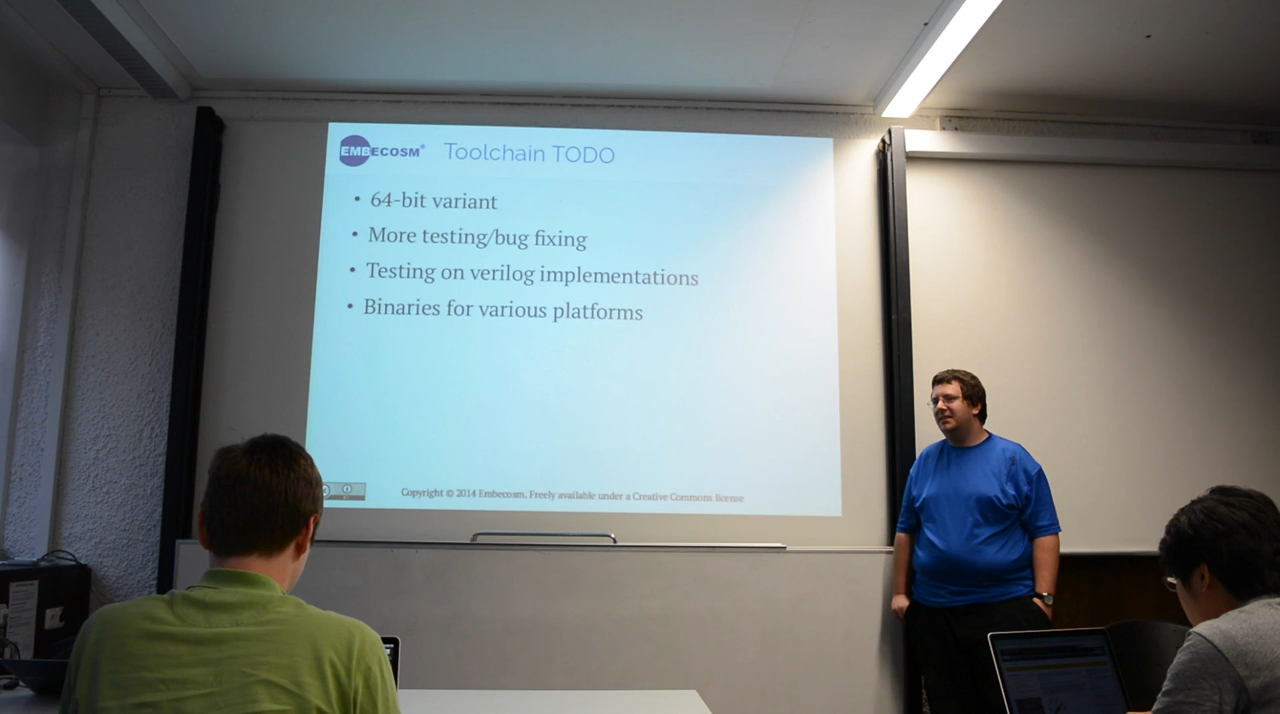 EMBECOSM® Toolchain TODO
• 64-bit variant
• More testing/bug fixing
• Testing on verilog implementations
• Binaries for various platforms
Copyright © 2014 Embecosm. Freely available under a Creative Commons license